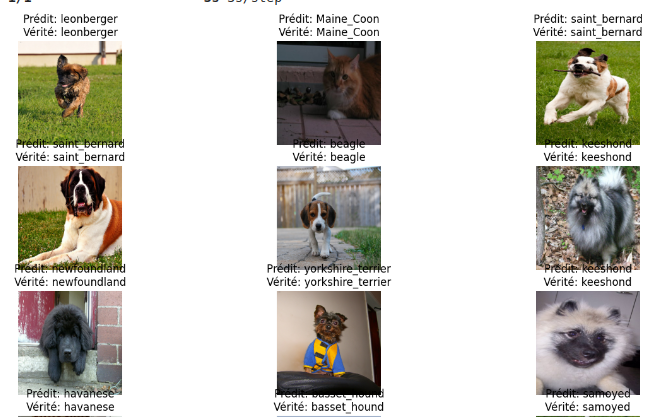 1/1
3s 3s/step
Prédit: leonberger
Vérité: leonberger
Prédit: Maine_Coon
Vérité: Maine_Coon
Prédit: saint_bernard
Vérité: saint_bernard
Prédit: saint_bernard
Vérité: saint_bernard
Prédit: beagle
Vérité: beagle
Prédit: keeshond
Vérité: keeshond
Prédit: newfoundland
Vérité: newfoundland
Prédit: yorkshire_terrier
Vérité: yorkshire_terrier
Prédit: keeshond
Vérité: keeshond
Prédit: havanese
Vérité: havanese
Prédit: basset_hound
Vérité: basset_hound
Prédit: samoyed
Vérité: samoyed